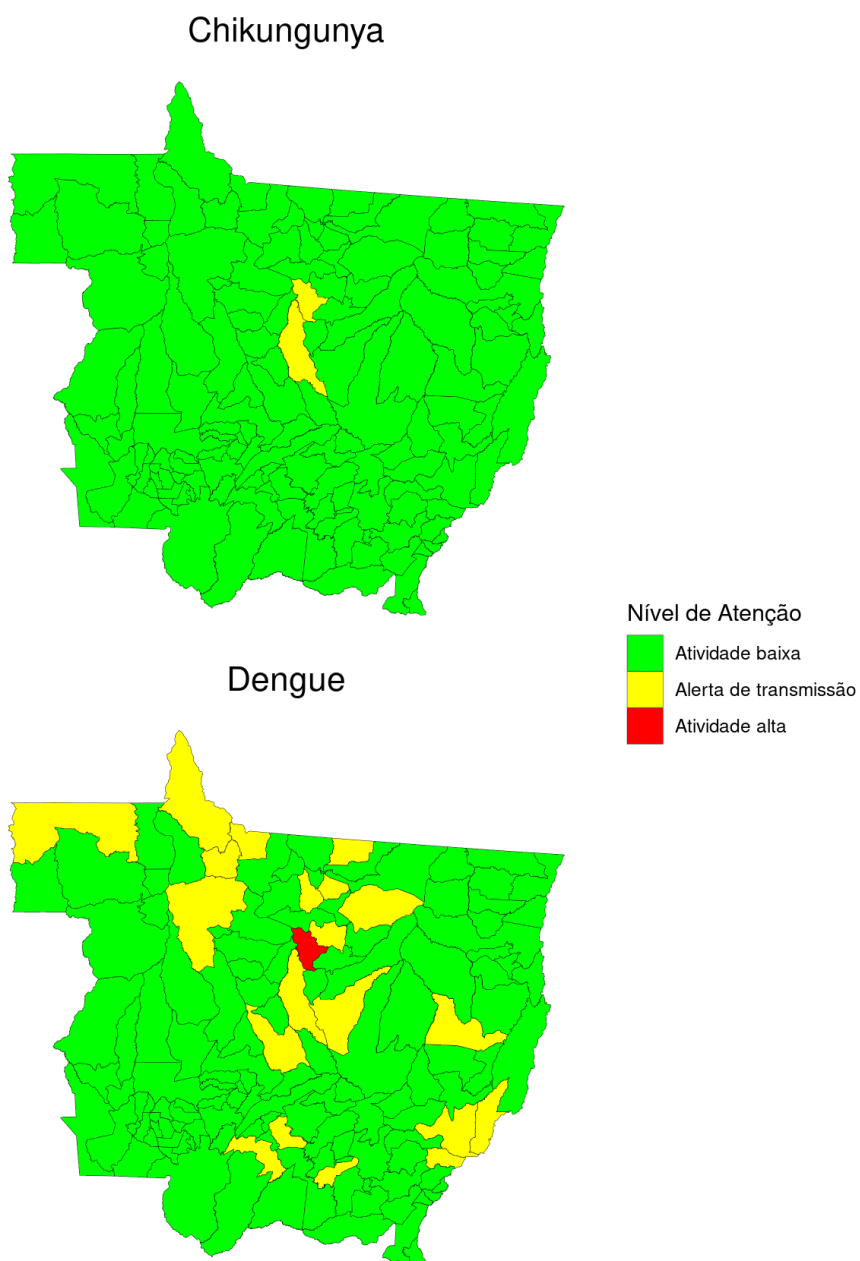 Chikungunya
Nível de Atenção
Atividade baixa
Alerta de transmissão
Atividade alta
Dengue